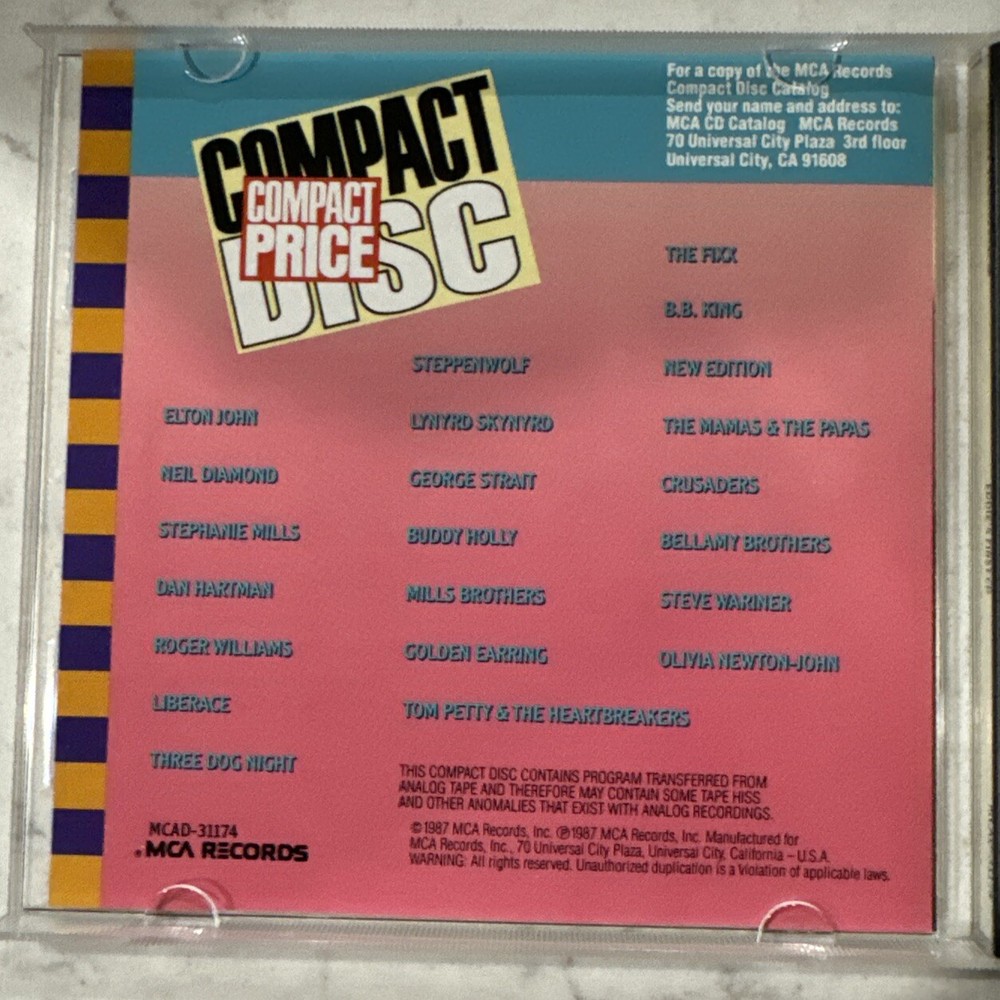 COMPACT
DISC
COMPACT
PRICE
For a copy of the MCA Records
Compact Disc Catalog
Send your name and address to:
MCA CD Catalog MCA Records
70 Universal City Plaza 3rd floor
Universal City, CA 91608
ELTON JOHN
NEIL DIAMOND
STEPHANIE MILLS
DAN HARTMAN
ROGER WILLIAMS
LIBERACE
THREE DOG NIGHT
STEPPENWOLF
LYNYRD SKYNYRD
GEORGE STRAIT
BUDDY HOLLY
MILLS BROTHERS
GOLDEN EARRING
TOM PETTY & THE HEARTBREAKERS
THE FIXX
B.B. KING
NEW EDITION
THE MAMAS & THE PAPAS
CRUSADERS
BELLAMY BROTHERS
STEVE WARINER
OLIVIA NEWTON-JOHN
THIS COMPACT DISC CONTAINS PROGRAM TRANSFERRED FROM
ANALOG TAPE AND THEREFORE MAY CONTAIN SOME TAPE HISS
AND OTHER ANOMALIES THAT EXIST WITH ANALOG RECORDINGS.
©1987 MCA Records, Inc. ℗1987 MCA Records, Inc. Manufactured for
MCA Records, Inc., 70 Universal City Plaza, Universal City, California – U.S.A.
WARNING: All rights reserved. Unauthorized duplication is a violation of applicable laws.
MCAD-31174
MCA RECORDS